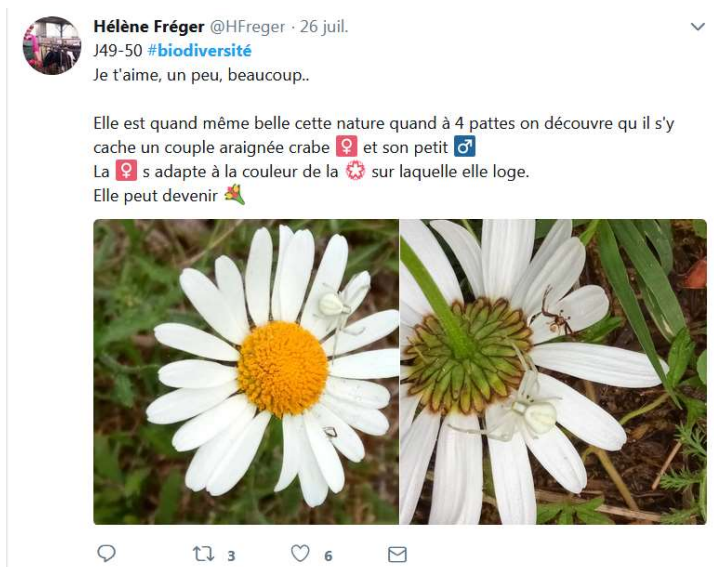 Hélène Fréger @HFreger · 26 juil.
J49-50 #biodiversité
Je t'aime, un peu, beaucoup..
Elle est quand même belle cette nature quand à 4 pattes on découvre qu il s'y
cache un couple araignée crabe ♀ et son petit ♂
La ♀ s adapte à la couleur de la 💮 sur laquelle elle loge.
Elle peut devenir 💐
3 6